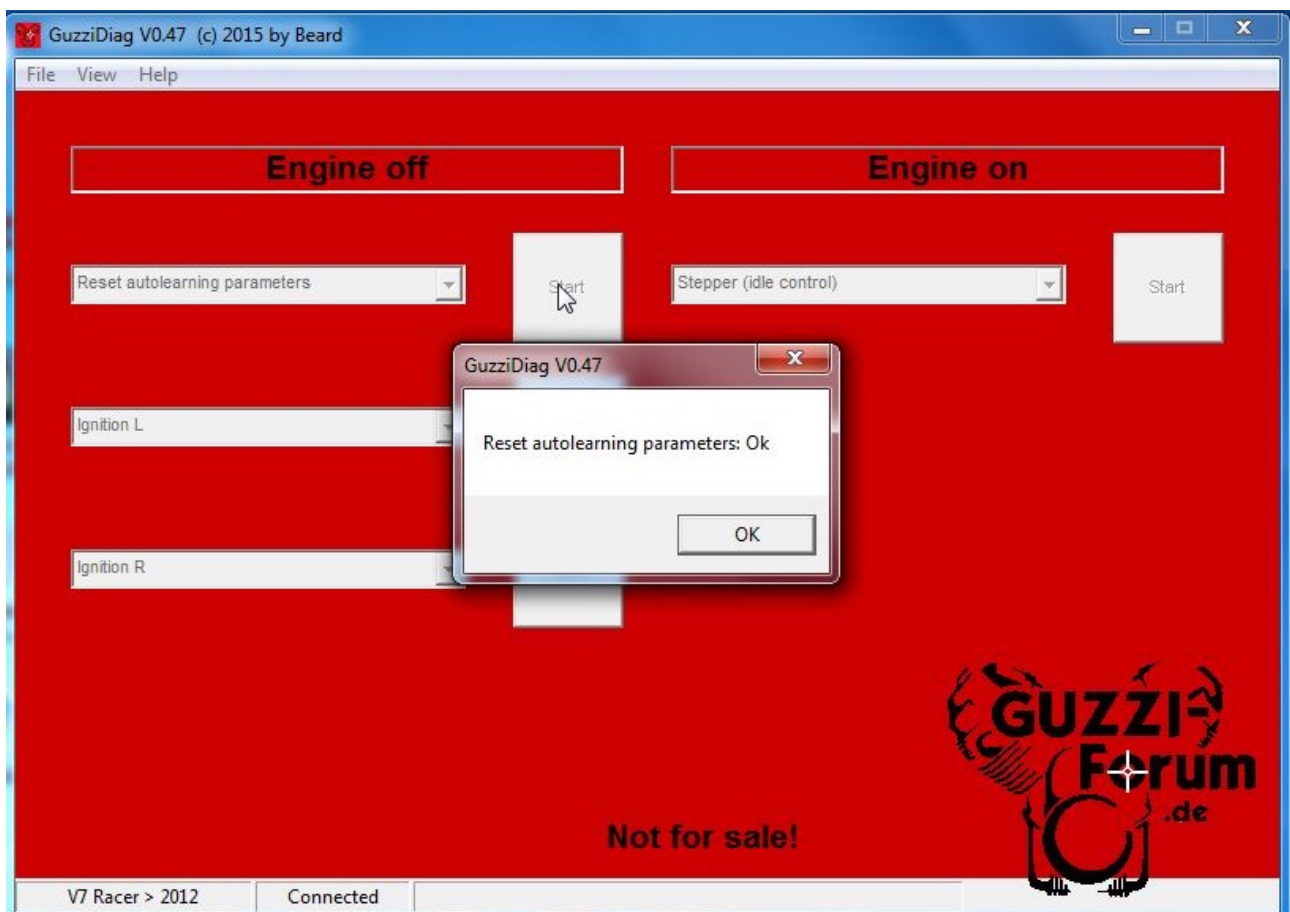 GuzziDiag V0.47 (c) 2015 by Beard
File View Help
Engine off
Engine on
Reset autolearning parameters
Start
Stepper (idle control)
Start
GuzziDiag V0.47
Reset autolearning parameters: Ok
OK
Ignition L
Ignition R
GUZZI-
Forum
.de
Not for sale!
V7 Racer > 2012
Connected